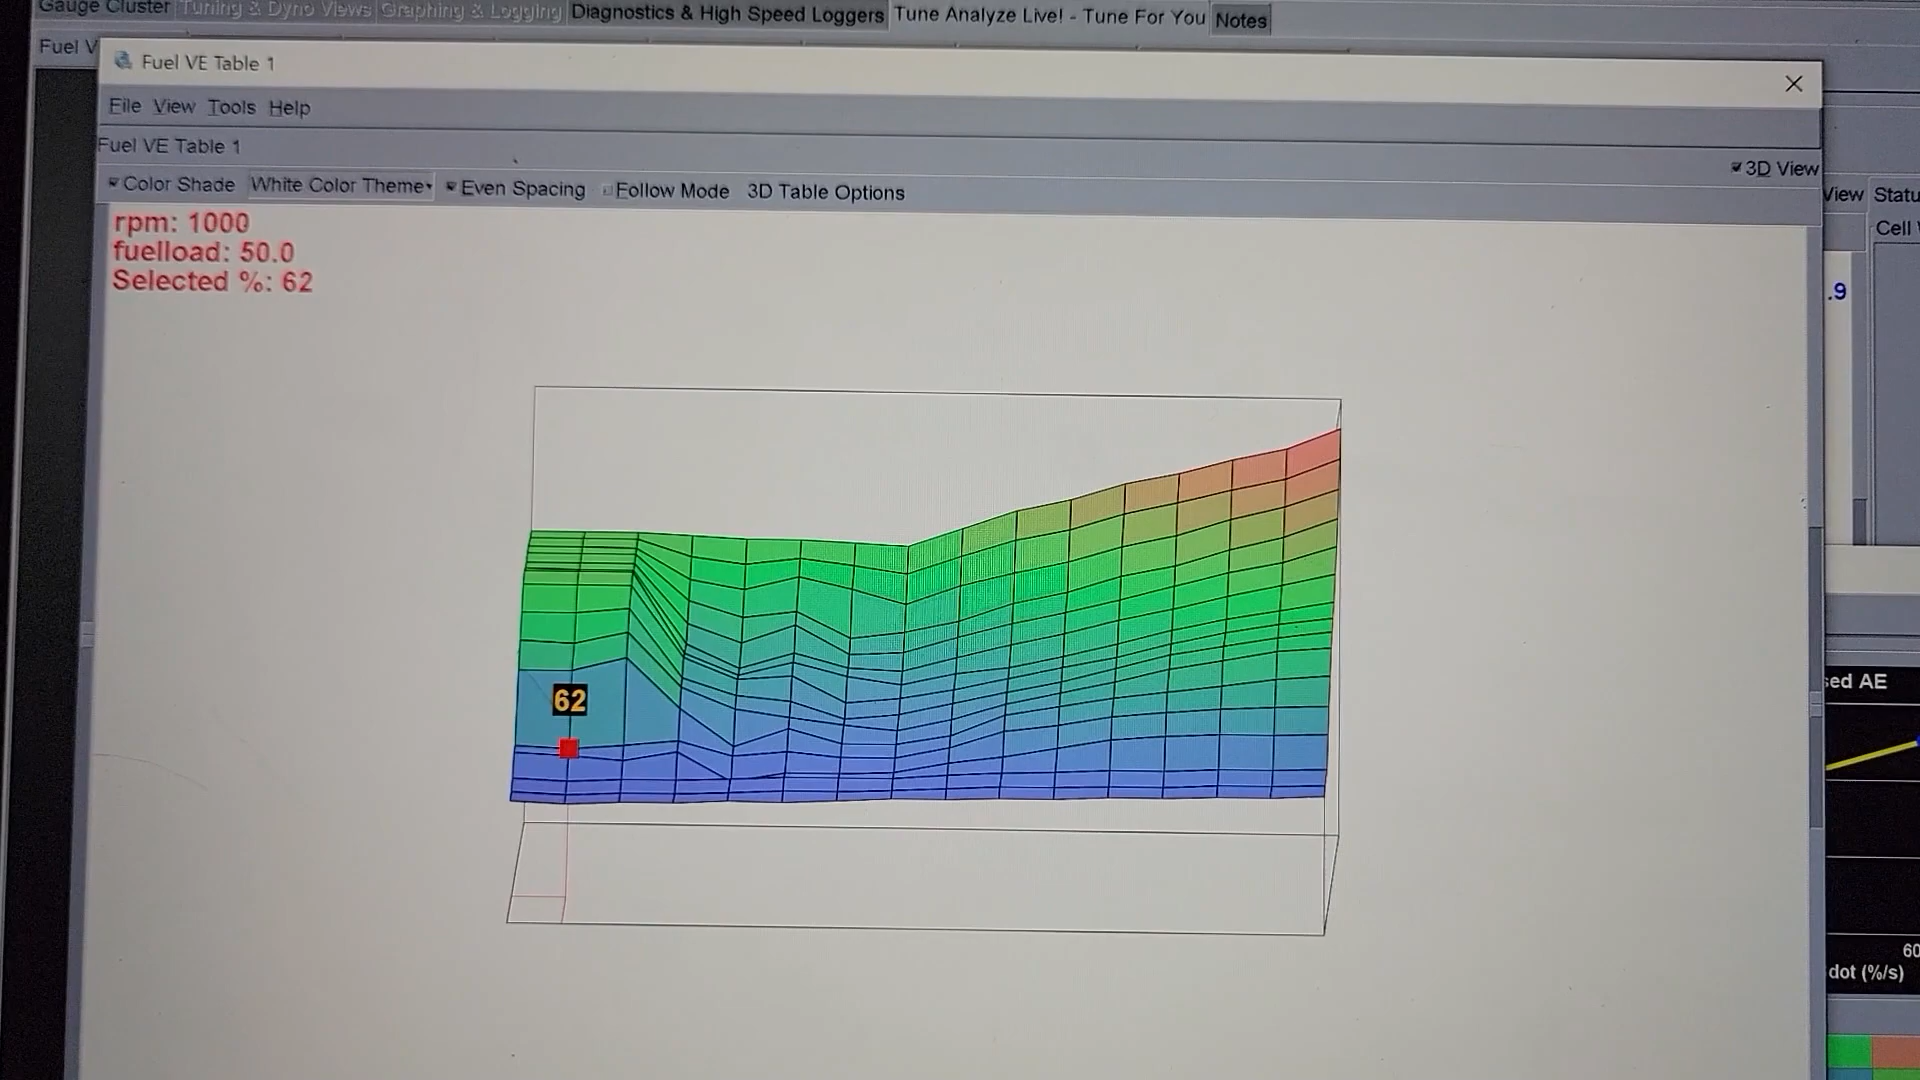 Gauge Cluster Tuning & Dyno Views Graphing & Logging Diagnostics & High Speed Loggers Tune Analyze Live! - Tune For You Notes
Fuel V
Fuel VE Table 1
File View Tools Help
Fuel VE Table 1
3D View
Color Shade White Color Theme Even Spacing Follow Mode 3D Table Options
View Statu
Cell
rpm: 1000
fuelload: 50.0
Selected %: 62
.9
62
sed AE
60
dot (%/s)